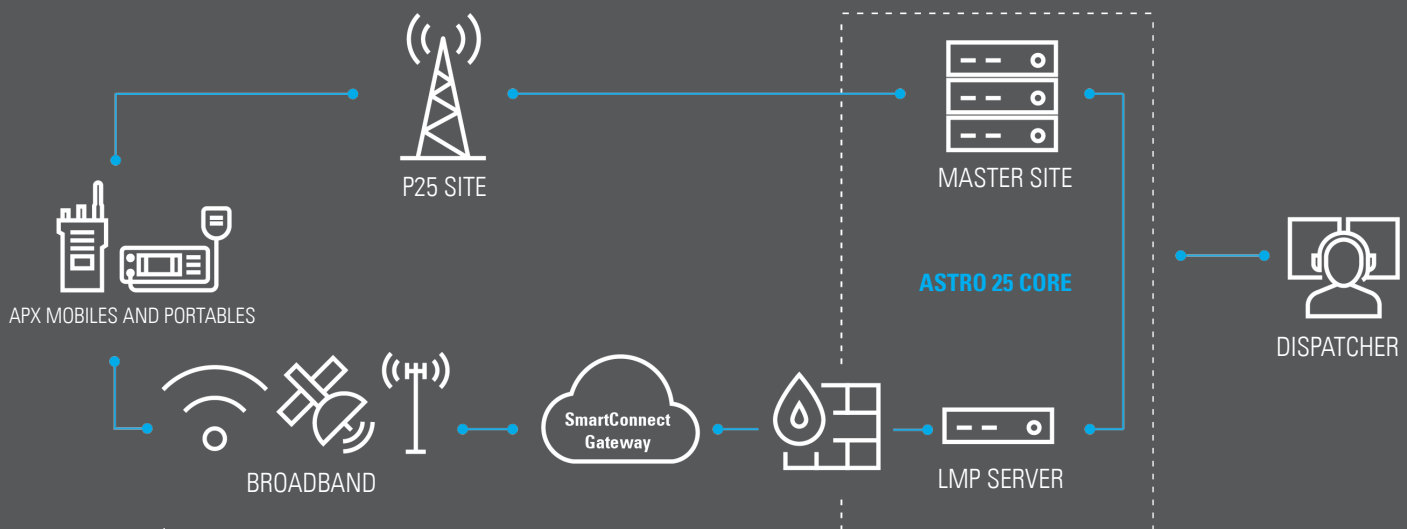 P25 SITE
MASTER SITE
APX MOBILES AND PORTABLES
ASTRO 25 CORE
DISPATCHER
SmartConnect
Gateway
BROADBAND
LMP SERVER